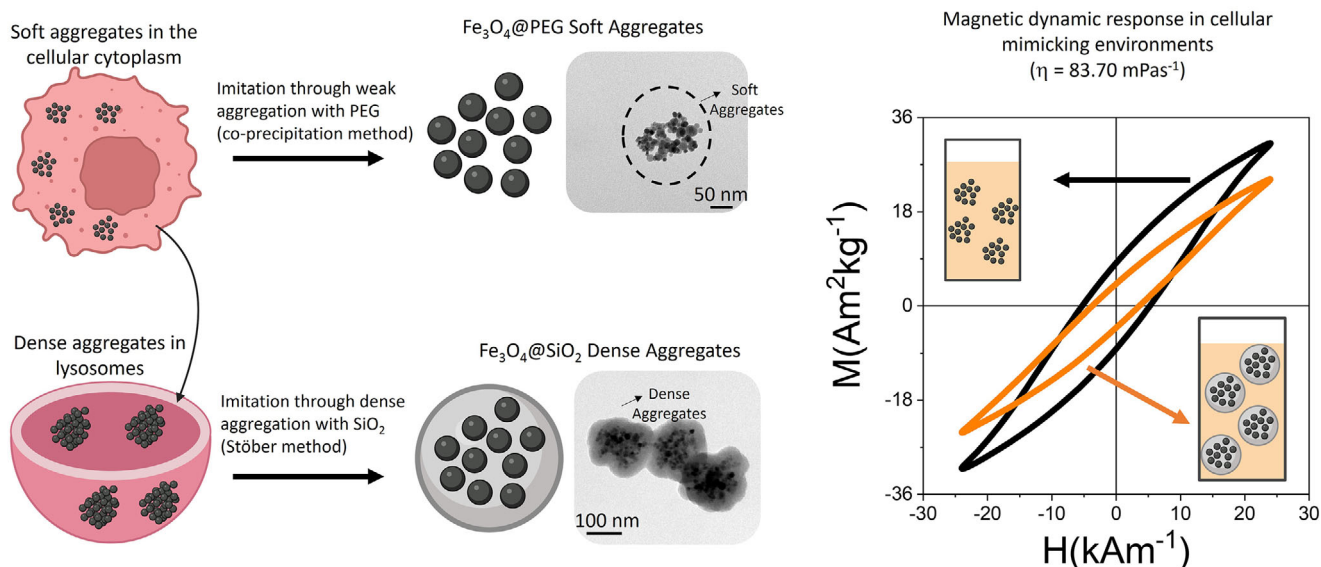 Soft aggregates in the
cellular cytoplasm
Imitation through weak
aggregation with PEG
(co-precipitation method)
Fe₃O₄@PEG Soft Aggregates
Soft
Aggregates
50 nm
Dense aggregates in
lysosomes
Imitation through dense
aggregation with SiO₂
(Stöber method)
Fe₃O₄@SiO₂ Dense Aggregates
Dense
Aggregates
100 nm
Magnetic dynamic response in cellular
mimicking environments
(η = 83.70 mPas⁻¹)
M(Am²kg⁻¹)
36
18
0
-18
-36
-30
-20
-10
0
10
20
30
H(kAm⁻¹)